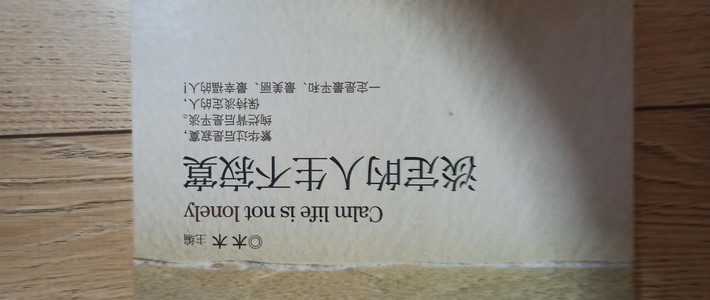 ◎木木 主编
Calm life is not lonely
淡定的人生不寂寞
繁华过后是寂寞，
绚烂背后是平淡。
保持淡定的人，
一定是最平和、最美丽、最幸福的人！